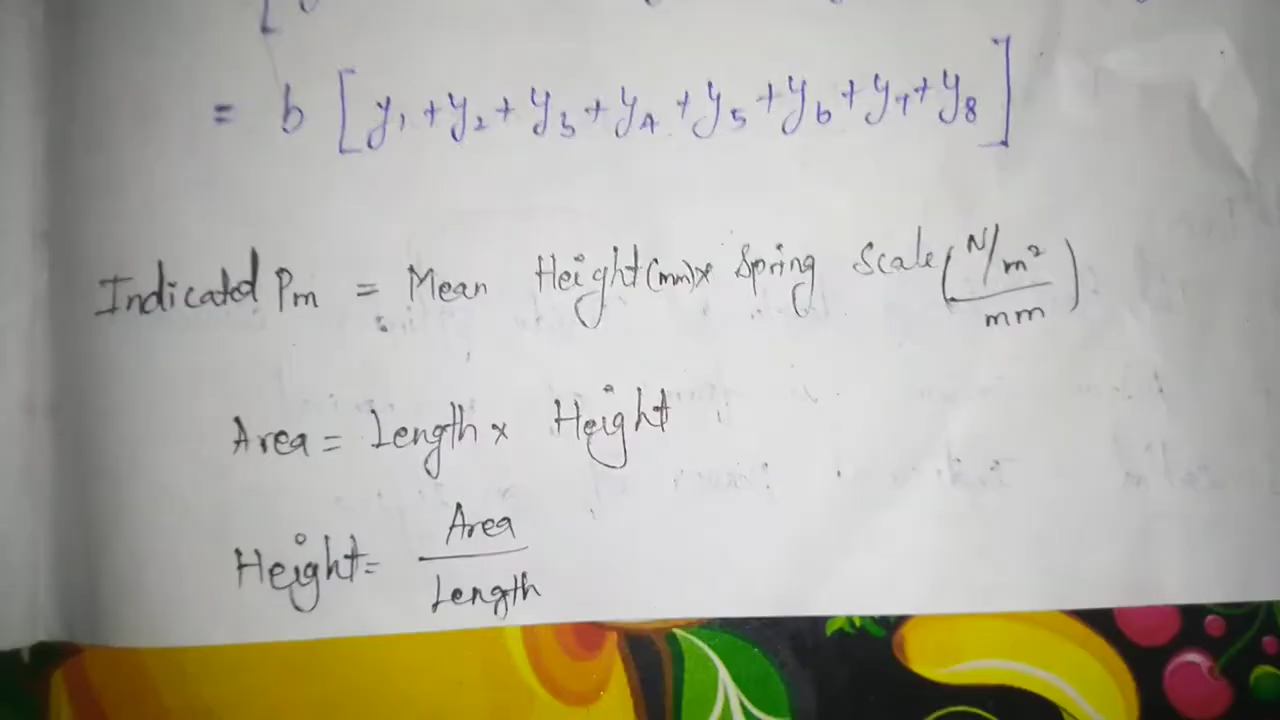 = b [y₁ + y₂ + y₃ + y₄ + y₅ + y₆ + y₇ + y₈]
Indicated Pm = Mean Height(mm) x Spring Scale (N/m² / mm)
Area = Length x Height
Height = Area / Length